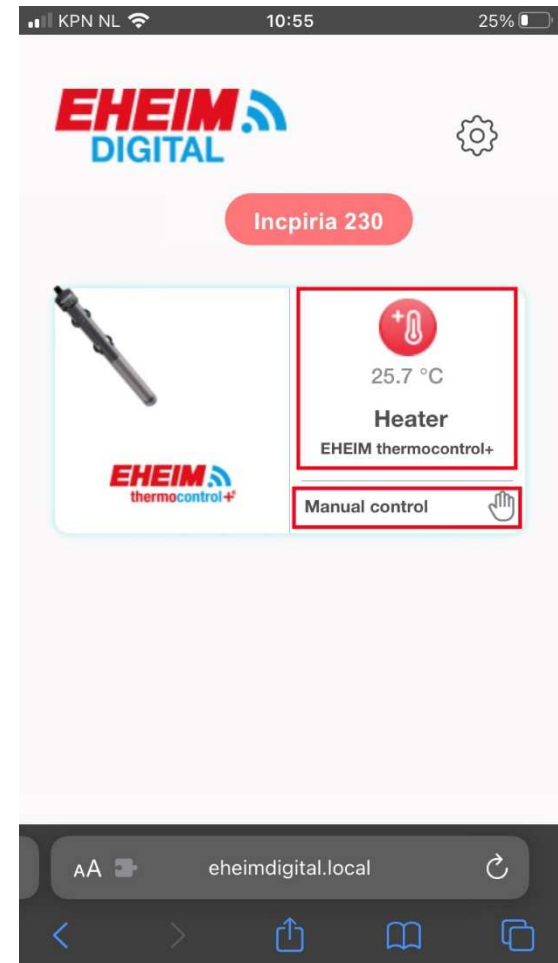 KPN NL 10:55 25%
EHEIM
DIGITAL
Incpiria 230
25.7 °C
Heater
EHEIM thermocontrol+
EHEIM
thermocontrol+
Manual control
AA eheimdigital.local